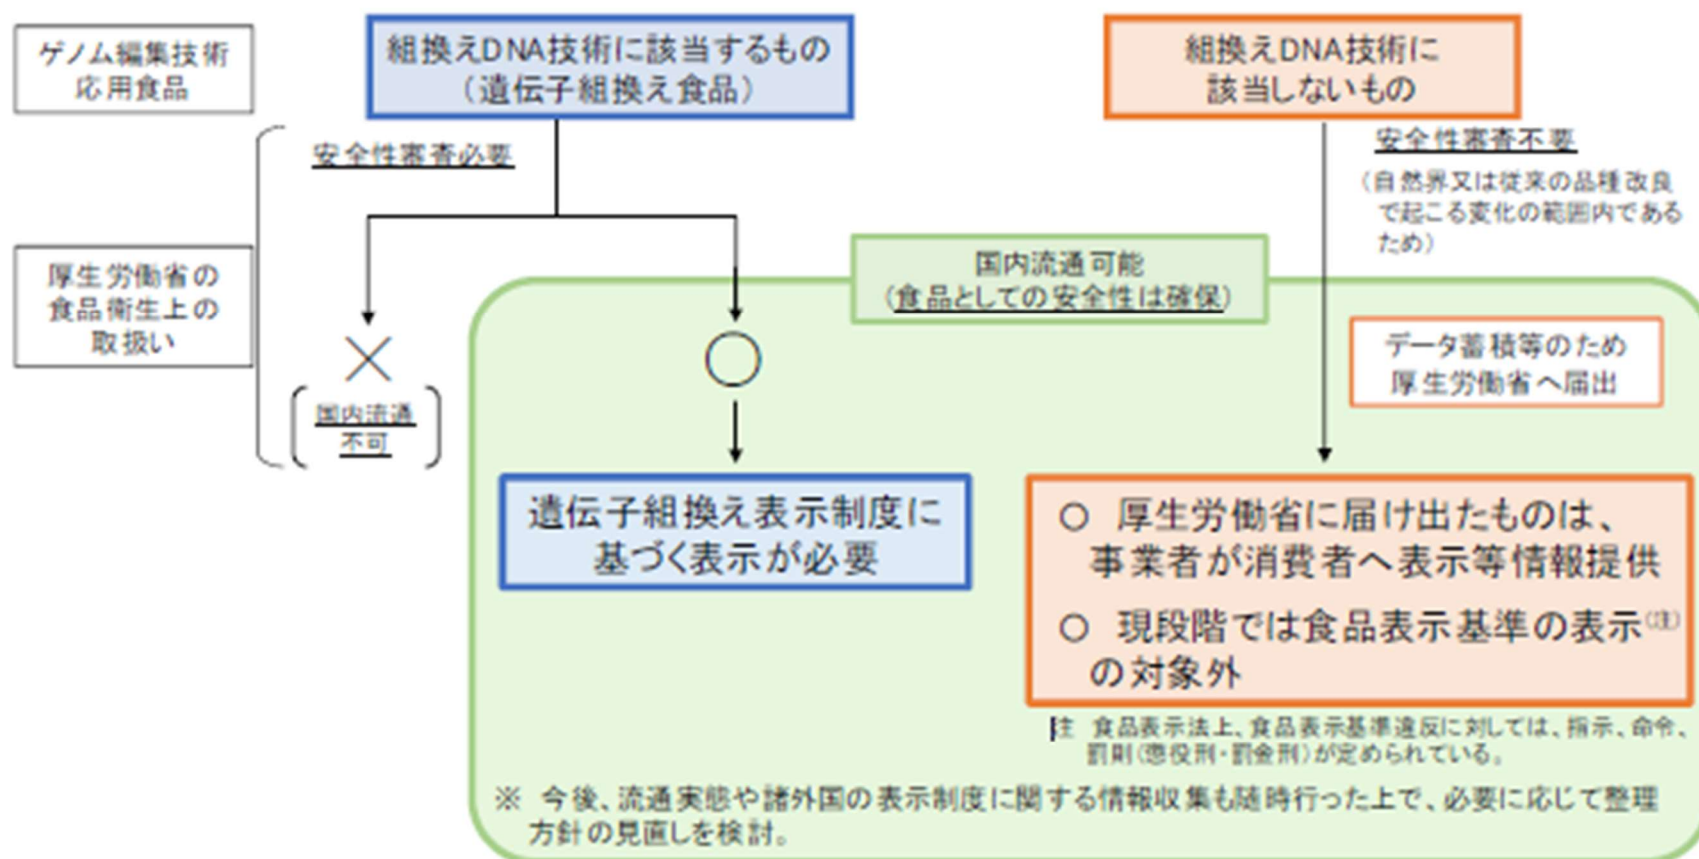 ゲノム編集技術
応用食品
組換えDNA技術に該当するもの
（遺伝子組換え食品）
組換えDNA技術に
該当しないもの
安全性審査必要
安全性審査不要
（自然界又は従来の品種改良
で起こる変化の範囲内である
ため）
厚生労働省の
食品衛生上の
取扱い
国内流通可能
（食品としての安全性は確保）
×
国内流通
不可
○
データ蓄積等のため
厚生労働省へ届出
遺伝子組換え表示制度に
基づく表示が必要
○ 厚生労働省に届け出たものは、
事業者が消費者へ表示等情報提供
○ 現段階では食品表示基準の表示(注)
の対象外
注 食品表示法上、食品表示基準違反に対しては、指示、命令、
罰則（懲役刑・罰金刑）が定められている。
※ 今後、流通実態や諸外国の表示制度に関する情報収集も随時行った上で、必要に応じて整理
方針の見直しを検討。